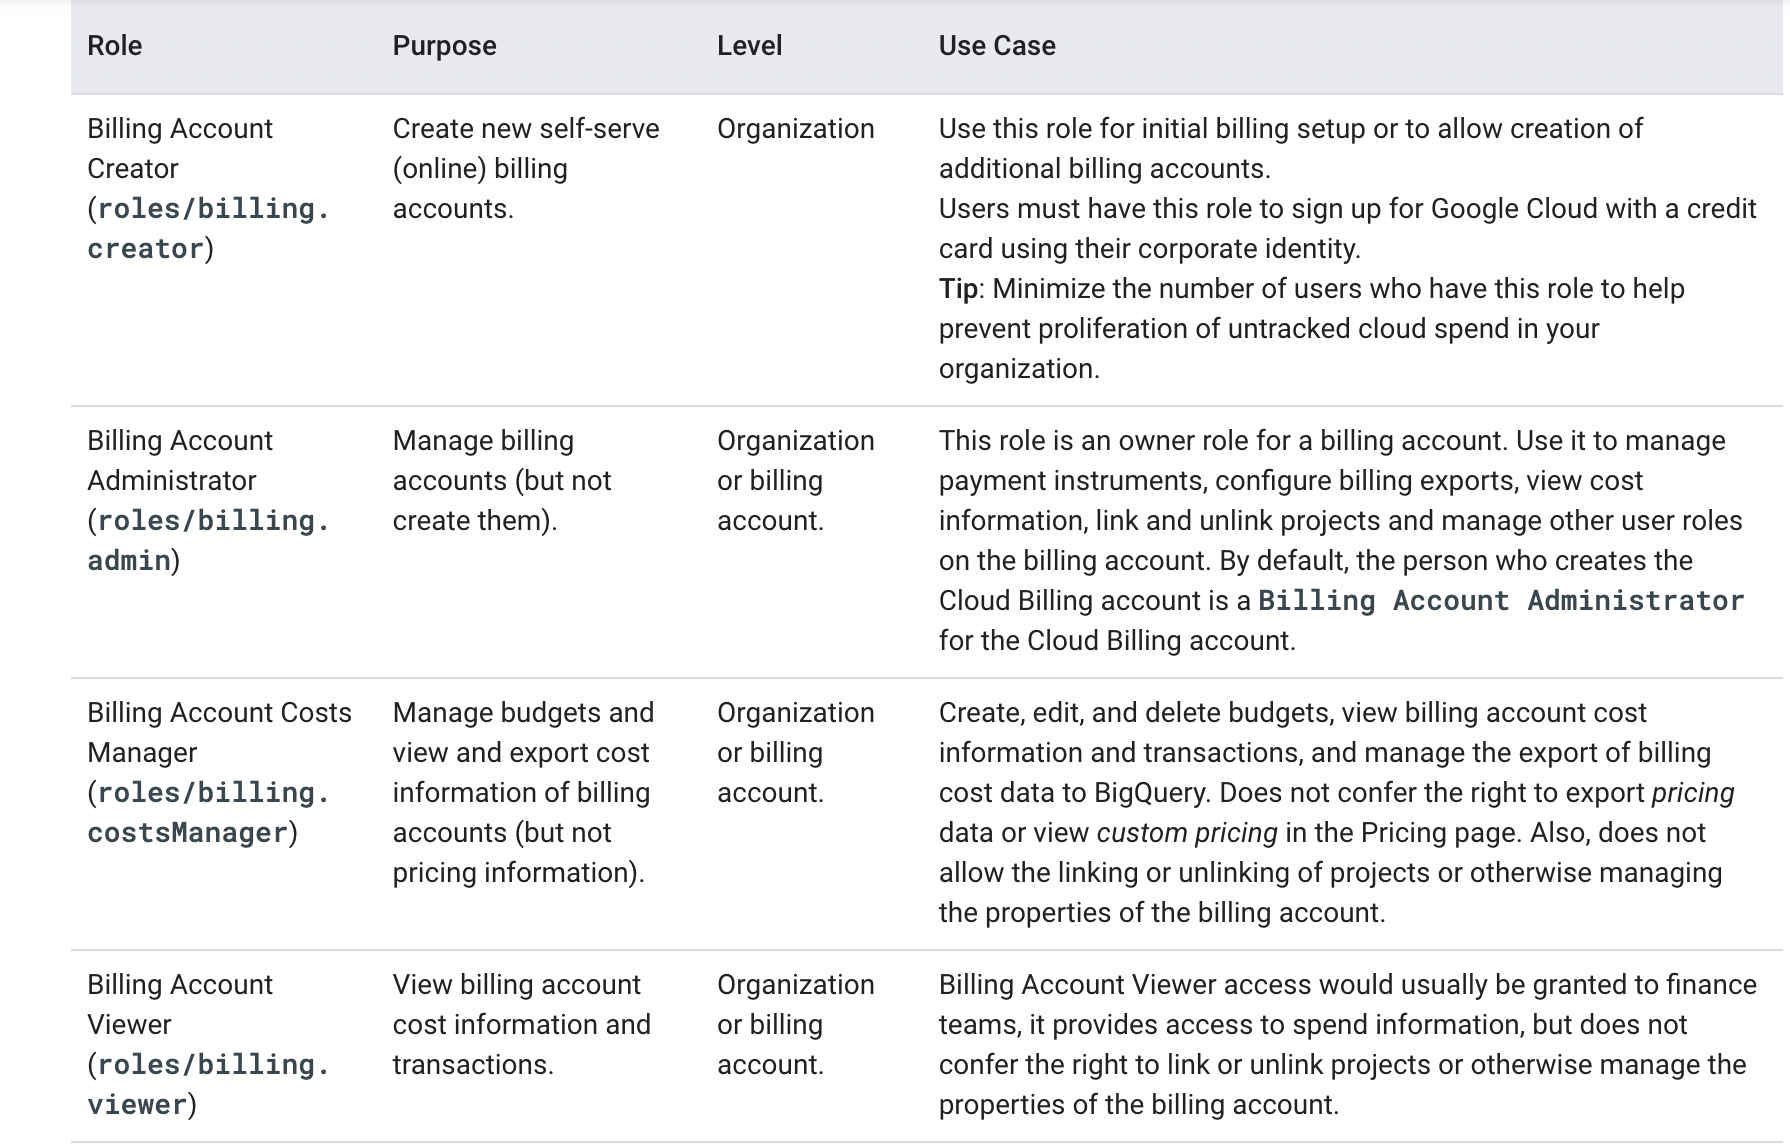 Role Purpose Level Use Case
Billing Account
Creator
(roles/billing.
creator)
Create new self-serve
(online) billing
accounts.
Organization
Use this role for initial billing setup or to allow creation of
additional billing accounts.
Users must have this role to sign up for Google Cloud with a credit
card using their corporate identity.
Tip: Minimize the number of users who have this role to help
prevent proliferation of untracked cloud spend in your
organization.
Billing Account
Administrator
(roles/billing.
admin)
Manage billing
accounts (but not
create them).
Organization
or billing
account.
This role is an owner role for a billing account. Use it to manage
payment instruments, configure billing exports, view cost
information, link and unlink projects and manage other user roles
on the billing account. By default, the person who creates the
Cloud Billing account is a Billing Account Administrator
for the Cloud Billing account.
Billing Account Costs
Manager
(roles/billing.
costsManager)
Manage budgets and
view and export cost
information of billing
accounts (but not
pricing information).
Organization
or billing
account.
Create, edit, and delete budgets, view billing account cost
information and transactions, and manage the export of billing
cost data to BigQuery. Does not confer the right to export pricing
data or view custom pricing in the Pricing page. Also, does not
allow the linking or unlinking of projects or otherwise managing
the properties of the billing account.
Billing Account
Viewer
(roles/billing.
viewer)
View billing account
cost information and
transactions.
Organization
or billing
account.
Billing Account Viewer access would usually be granted to finance
teams, it provides access to spend information, but does not
confer the right to link or unlink projects or otherwise manage the
properties of the billing account.